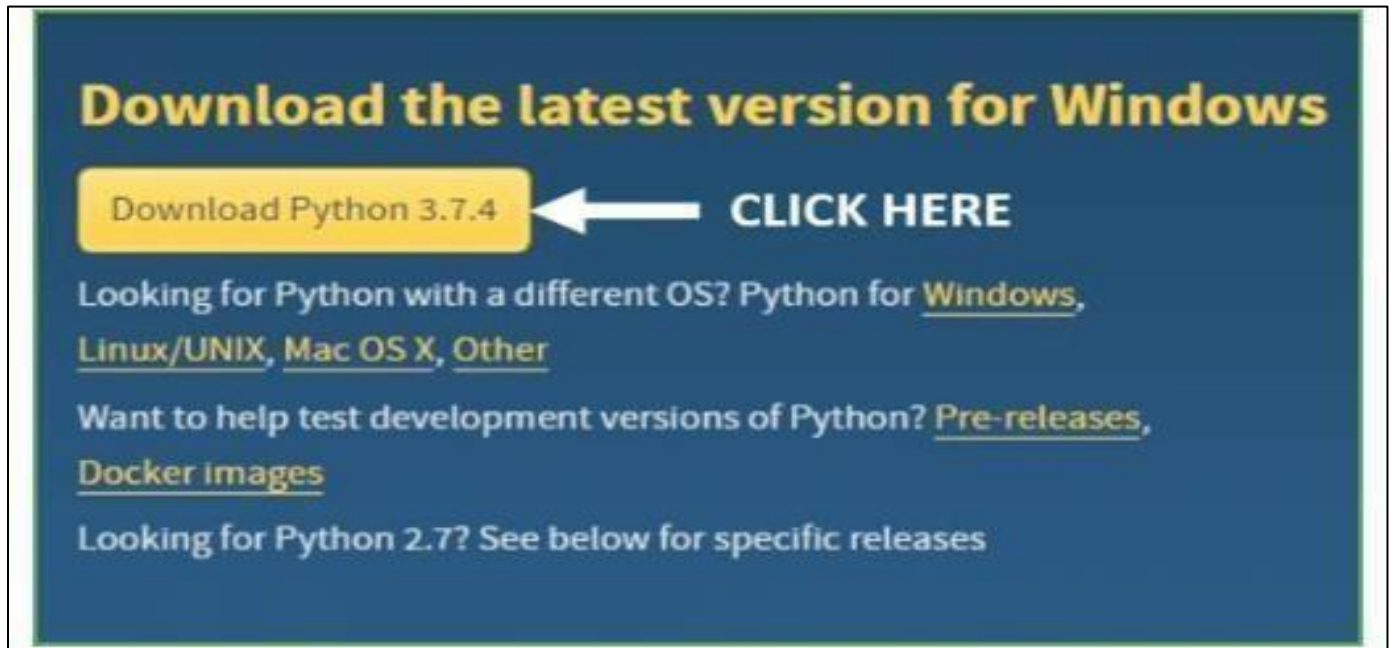 Download the latest version for Windows
Download Python 3.7.4 CLICK HERE
Looking for Python with a different OS? Python for Windows,
Linux/UNIX, Mac OS X, Other
Want to help test development versions of Python? Pre-releases,
Docker images
Looking for Python 2.7? See below for specific releases